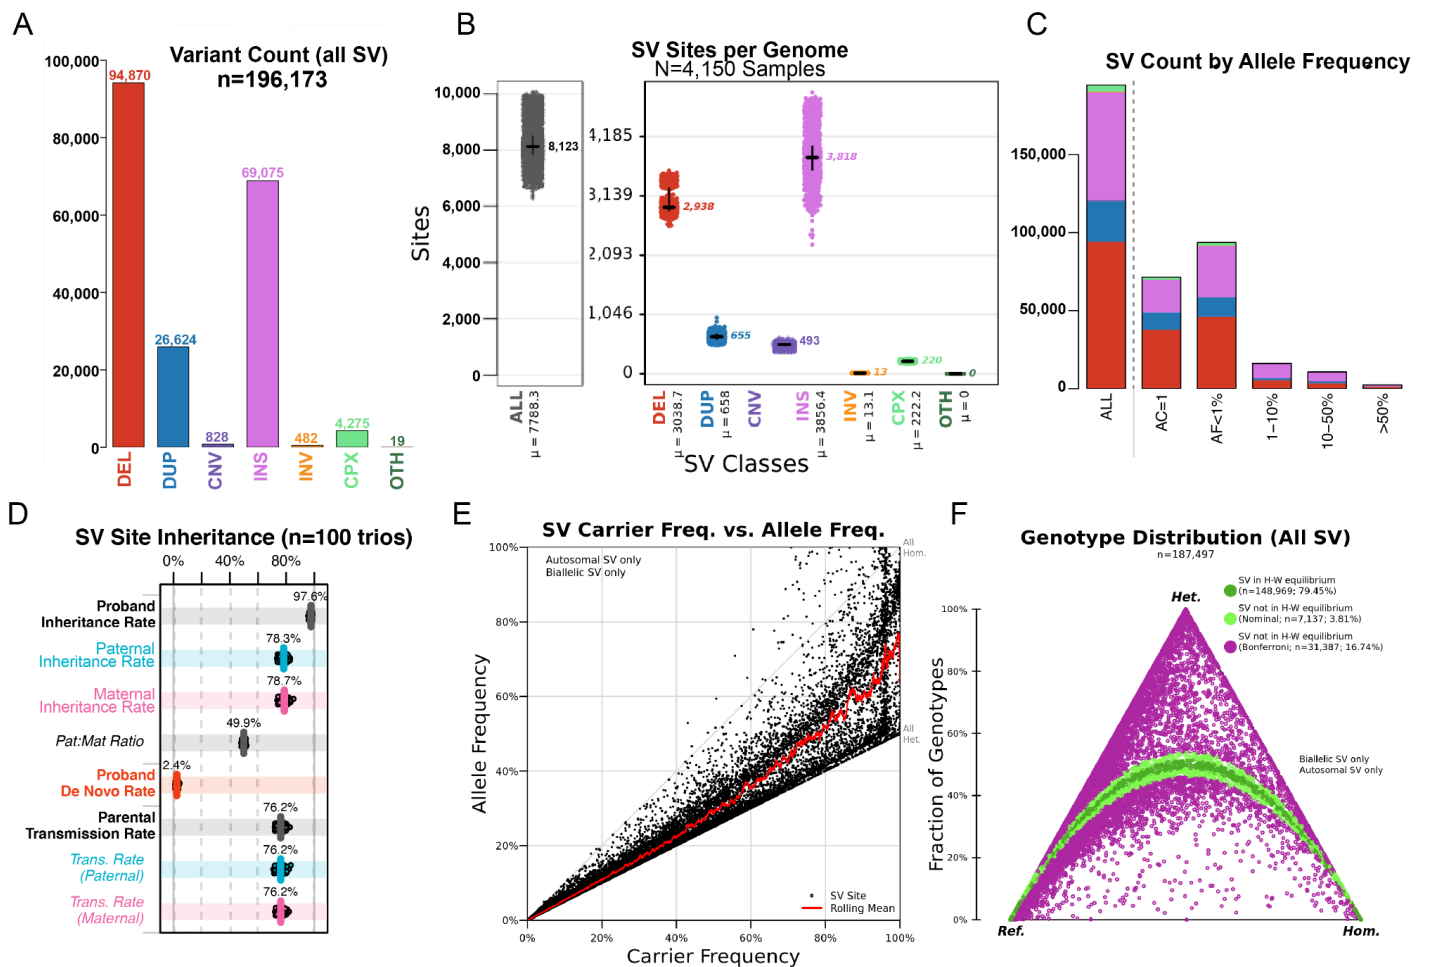 A
Variant Count (all SV)
n=196,173
100,000
80,000
60,000
40,000
20,000
0
94,870
26,624
828
69,075
482
4,275
19
DEL
DUP
CNV
INS
INV
CPX
OTH
B
SV Sites per Genome
N=4,150 Samples
Sites
10,000
8,000
6,000
4,000
2,000
0
8,123
4,185
3,139
2,093
1,046
0
2,938
655
493
3,818
13
220
0
ALL
μ = 7788.3
DEL
μ = 3038.7
DUP
μ = 658
CNV
INS
μ = 3856.4
INV
μ = 13.1
CPX
μ = 222.2
OTH
μ = 0
SV Classes
C
SV Count by Allele Frequency
150,000
100,000
50,000
0
ALL
AC=1
AF<1%
1-10%
10-50%
>50%
D
SV Site Inheritance (n=100 trios)
0%
40%
80%
Proband
Inheritance Rate
97.6%
Paternal
Inheritance Rate
78.3%
Maternal
Inheritance Rate
78.7%
Pat:Mat Ratio
49.9%
Proband
De Novo Rate
2.4%
Parental
Transmission Rate
76.2%
Trans. Rate
(Paternal)
76.2%
Trans. Rate
(Maternal)
76.2%
E
SV Carrier Freq. vs. Allele Freq.
Autosomal SV only
Biallelic SV only
All
Hom.
All
Het.
Allele Frequency
100%
80%
60%
40%
20%
0%
SV Site
Rolling Mean
0%
20%
40%
60%
80%
100%
Carrier Frequency
F
Genotype Distribution (All SV)
n=187,497
SV in H-W equilibrium
(n=148,969; 79.45%)
SV not in H-W equilibrium
(Nominal; n=7,137; 3.81%)
SV not in H-W equilibrium
(Bonferroni; n=31,387; 16.74%)
Het.
Fraction of Genotypes
100%
80%
60%
40%
20%
0%
Biallelic SV only
Autosomal SV only
Ref.
Hom.